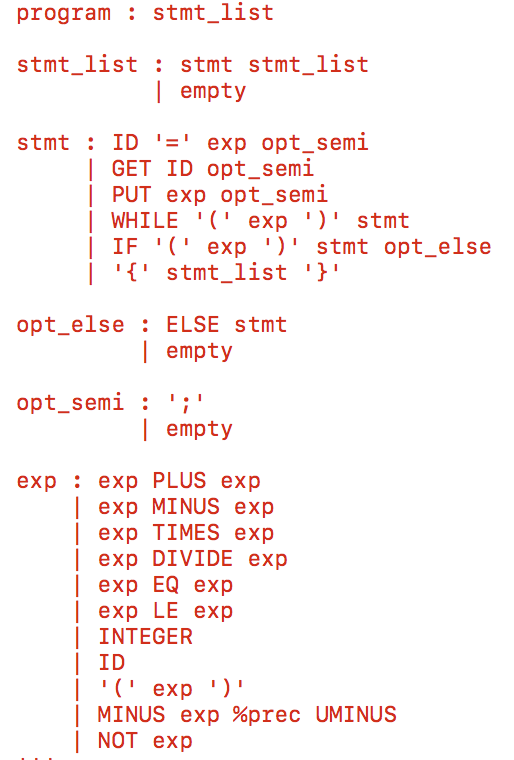 program : stmt_list
stmt_list : stmt stmt_list
| empty
stmt : ID '=' exp opt_semi
| GET ID opt_semi
| PUT exp opt_semi
| WHILE '(' exp ')' stmt
| IF '(' exp ')' stmt opt_else
| '{' stmt_list '}'
opt_else : ELSE stmt
| empty
opt_semi : ';'
| empty
exp : exp PLUS exp
| exp MINUS exp
| exp TIMES exp
| exp DIVIDE exp
| exp EQ exp
| exp LE exp
| INTEGER
| ID
| '(' exp ')'
| MINUS exp %prec UMINUS
| NOT exp
'''